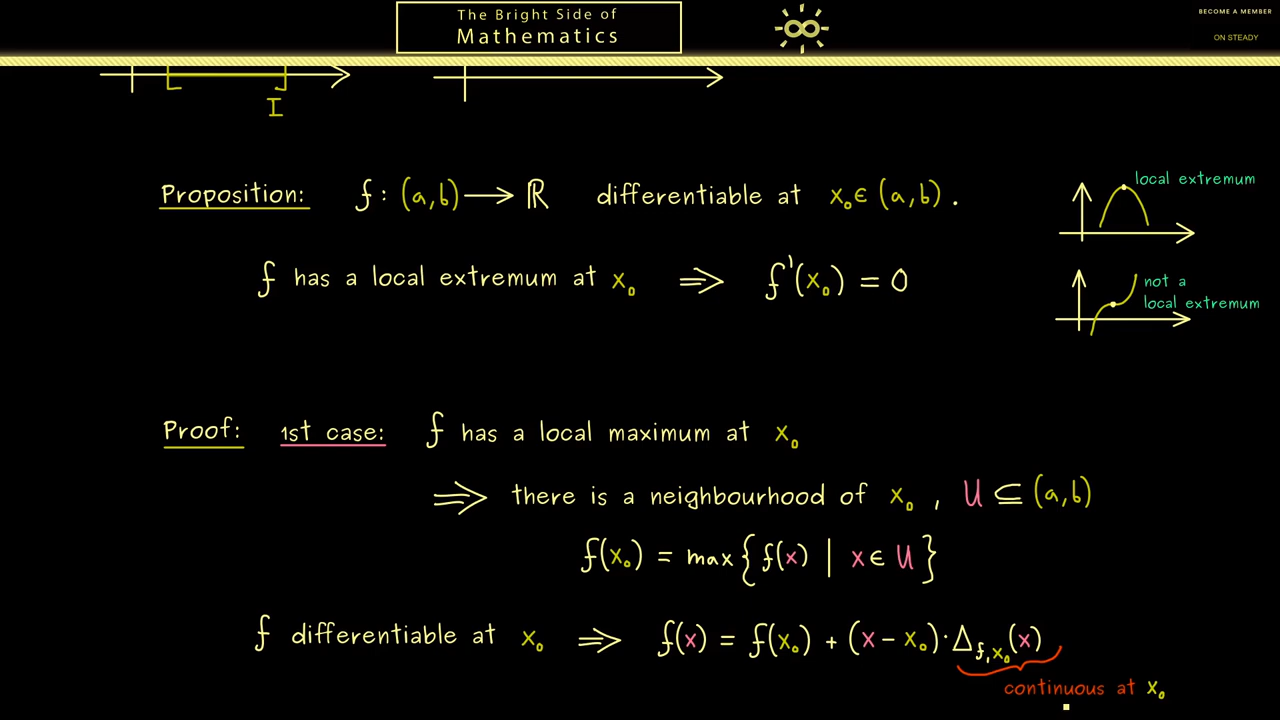 The Bright Side of
Mathematics
BECOME A MEMBER
ON STEADY
I
Proposition: f : (a,b) ⟶ ℝ differentiable at x₀ ∈ (a,b) .
f has a local extremum at x₀ ⟹ f'(x₀) = 0
local extremum
not a
local extremum
Proof: 1st case: f has a local maximum at x₀
⟹ there is a neighbourhood of x₀ , U ⊆ (a,b)
f(x₀) = max{f(x) | x ∈ U}
f differentiable at x₀ ⟹ f(x) = f(x₀) + (x − x₀)·Δ_{f,x₀}(x)
continuous at x₀